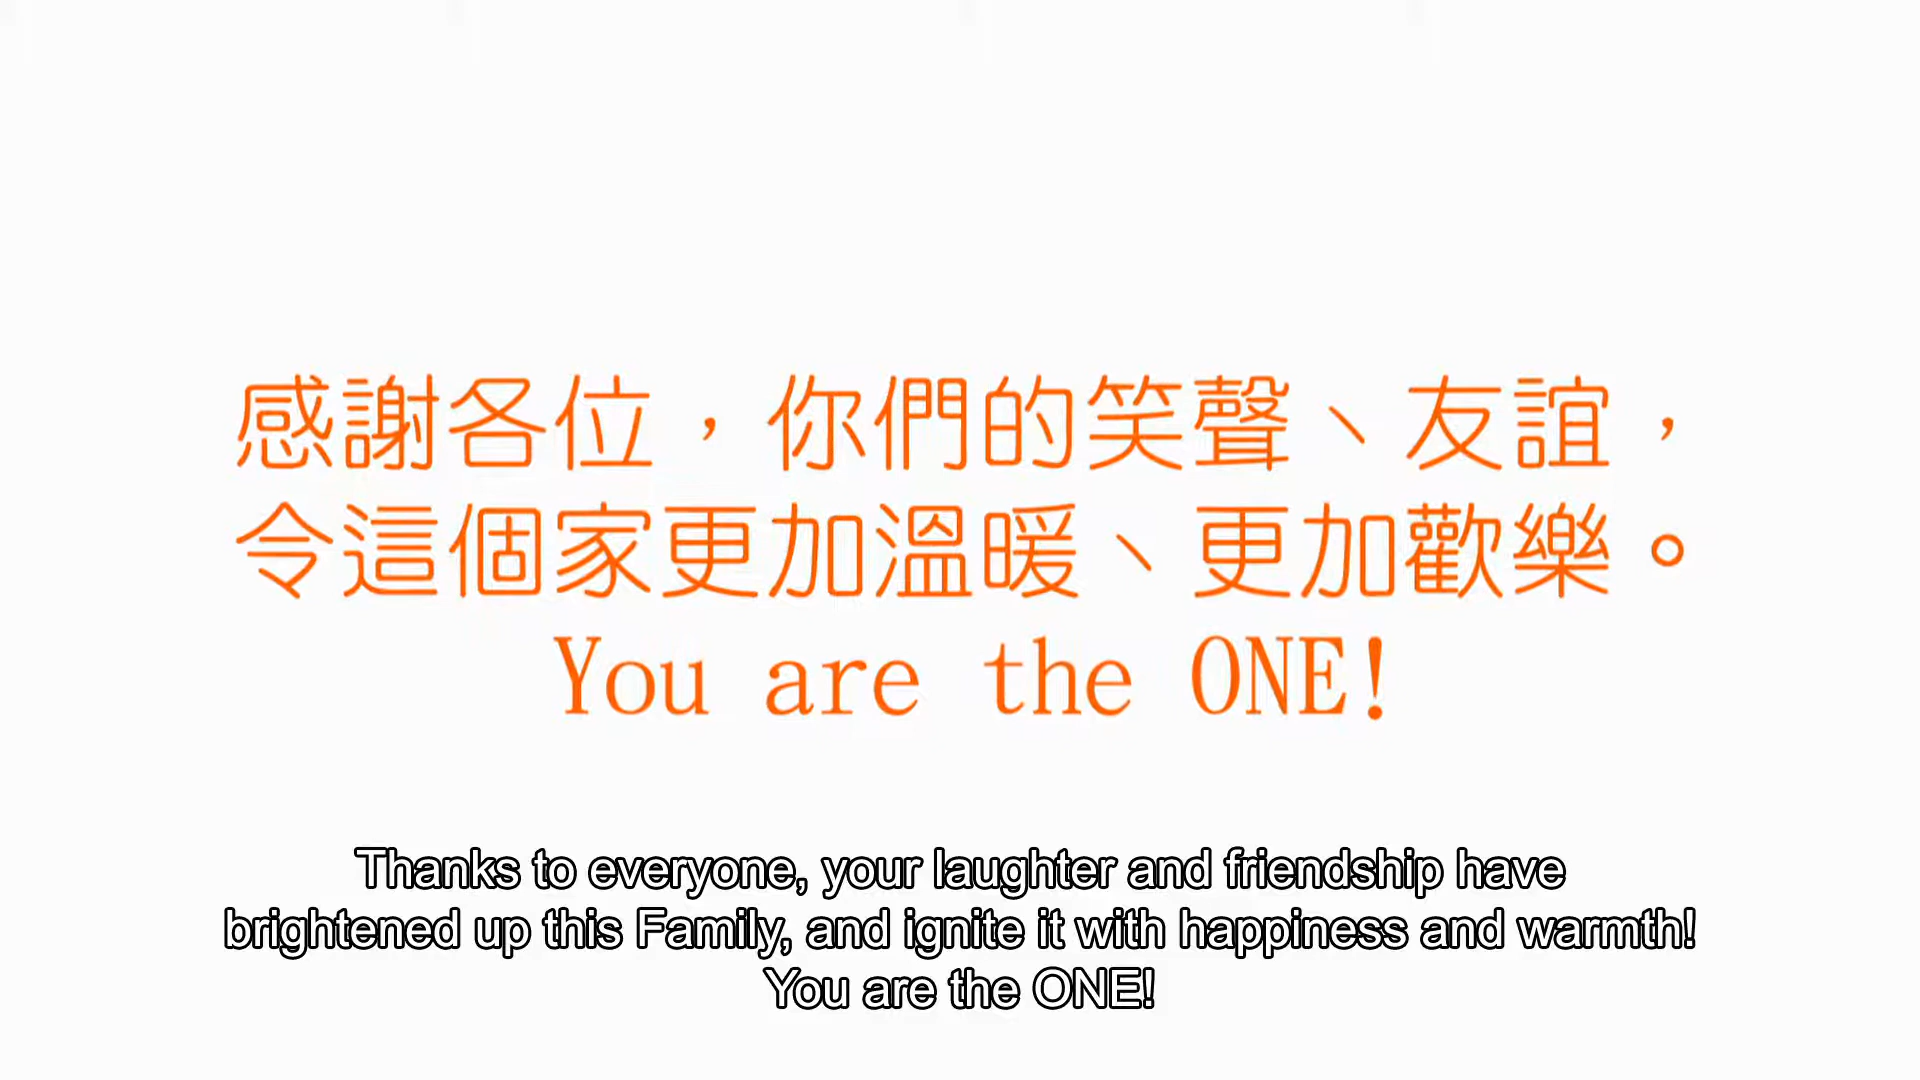 感謝各位，你們的笑聲、友誼，
令這個家更加溫暖、更加歡樂。
You are the ONE!
Thanks to everyone, your laughter and friendship have
brightened up this Family, and ignite it with happiness and warmth!
You are the ONE!